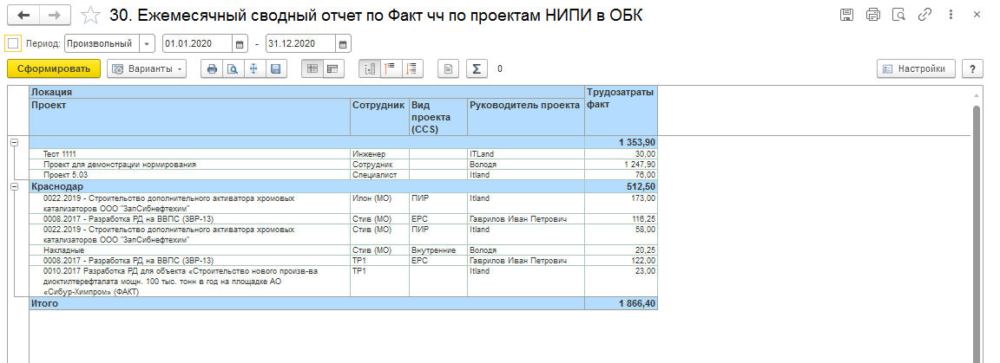 30. Ежемесячный сводный отчет по Факт чч по проектам НИПИ в ОБК
Период: Произвольный 01.01.2020 - 31.12.2020
Сформировать Варианты Σ 0 Настройки ?
Локация Трудозатраты факт
Проект Сотрудник Вид проекта (CCS) Руководитель проекта
1 353,90
Тест 1111 Инженер ITLand 30,00
Проект для демонстрации нормирования Сотрудник Володя 1 247,90
Проект 5.03 Специалист Itland 76,00
Краснодар 512,50
0022.2019 - Строительство дополнительного активатора хромовых Илон (МО) ПИР Itland 173,00
катализаторов ООО "ЗапСибнефтехим"
0008.2017 - Разработка РД на ВВПС (ЗВР-13) Стив (МО) EPC Гаврилов Иван Петрович 116,25
0022.2019 - Строительство дополнительного активатора хромовых Стив (МО) ПИР Itland 58,00
катализаторов ООО "ЗапСибнефтехим"
Накладные Стив (МО) Внутренние Володя 20,25
0008.2017 - Разработка РД на ВВПС (ЗВР-13) ТР1 EPC Гаврилов Иван Петрович 122,00
0010.2017 Разработка РД для объекта «Строительство нового произв-ва ТР1 Itland 23,00
диоктилтерефталата мощн. 100 тыс. тонн в год на площадке АО
«Сибур-Химпром» (ФАКТ)
Итого 1 866,40